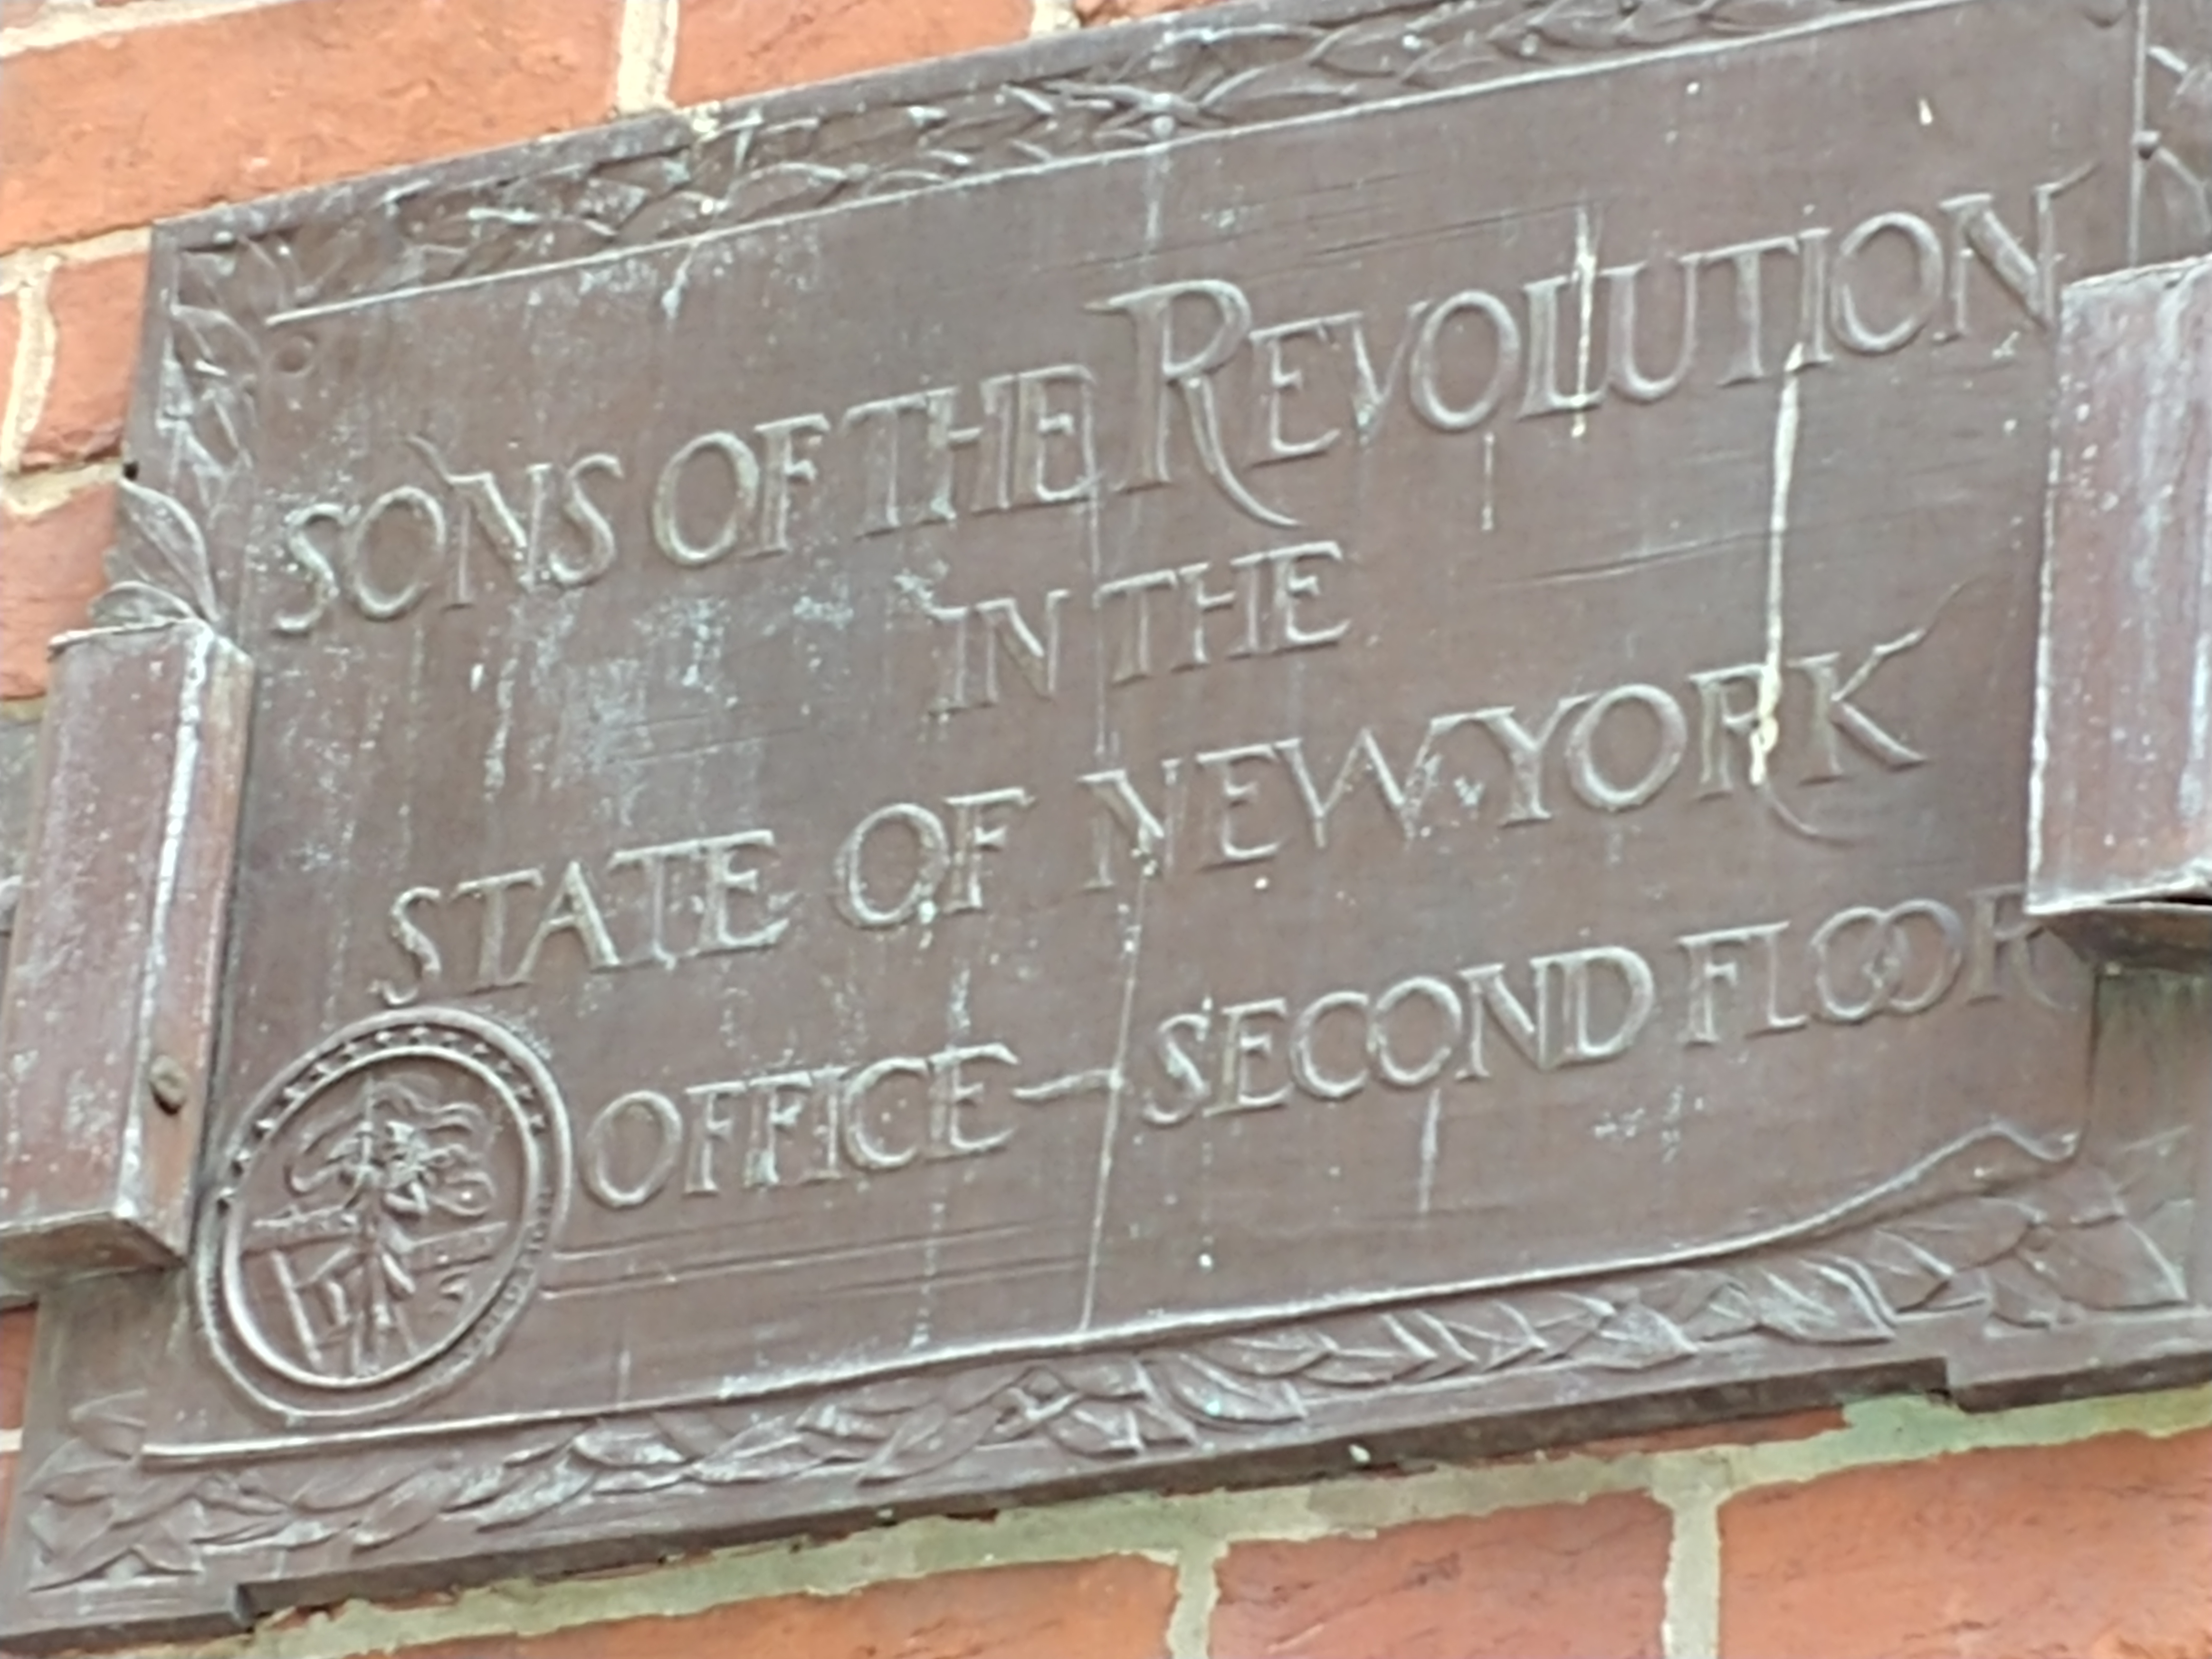 SONS OF THE REVOLUTION
IN THE
STATE OF NEW YORK
OFFICE — SECOND FLOOR